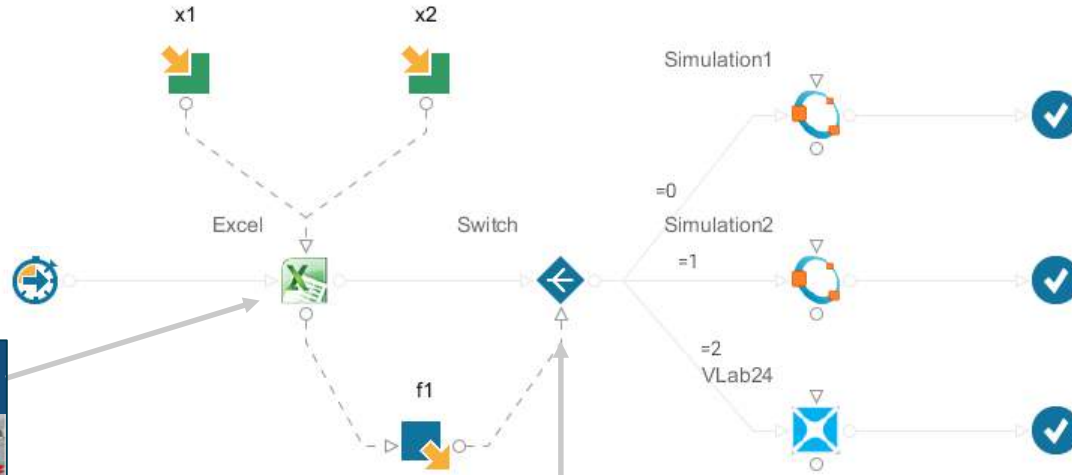 x1
x2
Simulation1
=0
Excel
Switch
Simulation2
=1
f1
=2
VLab24